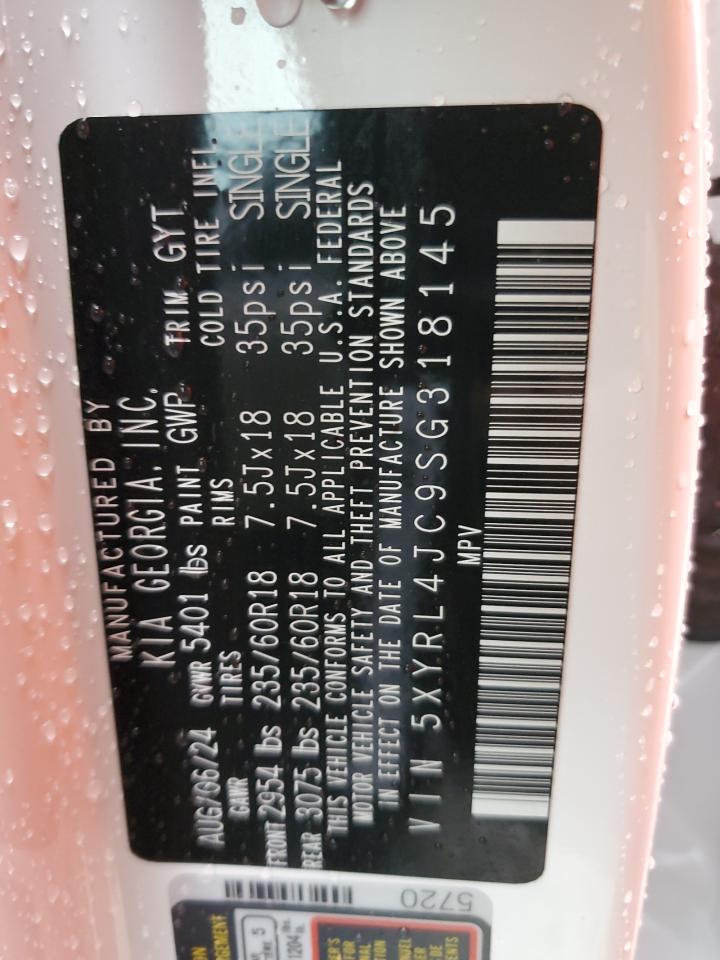 MANUFACTURED BY
KIA GEORGIA, INC.
AUG/06/24 GVWR 5401 lbs PAINT GWP TRIM GYT
GAWR TIRES RIMS COLD TIRE INFL
FRONT 2954 lbs 235/60R18 7.5Jx18 35psi SINGLE
REAR 3075 lbs 235/60R18 7.5Jx18 35psi SINGLE
THIS VEHICLE CONFORMS TO ALL APPLICABLE U.S.A. FEDERAL
MOTOR VEHICLE SAFETY AND THEFT PREVENTION STANDARDS
IN EFFECT ON THE DATE OF MANUFACTURE SHOWN ABOVE
VIN 5XYRL4JC9SG318145
MPV
5720
5
1204 lb.